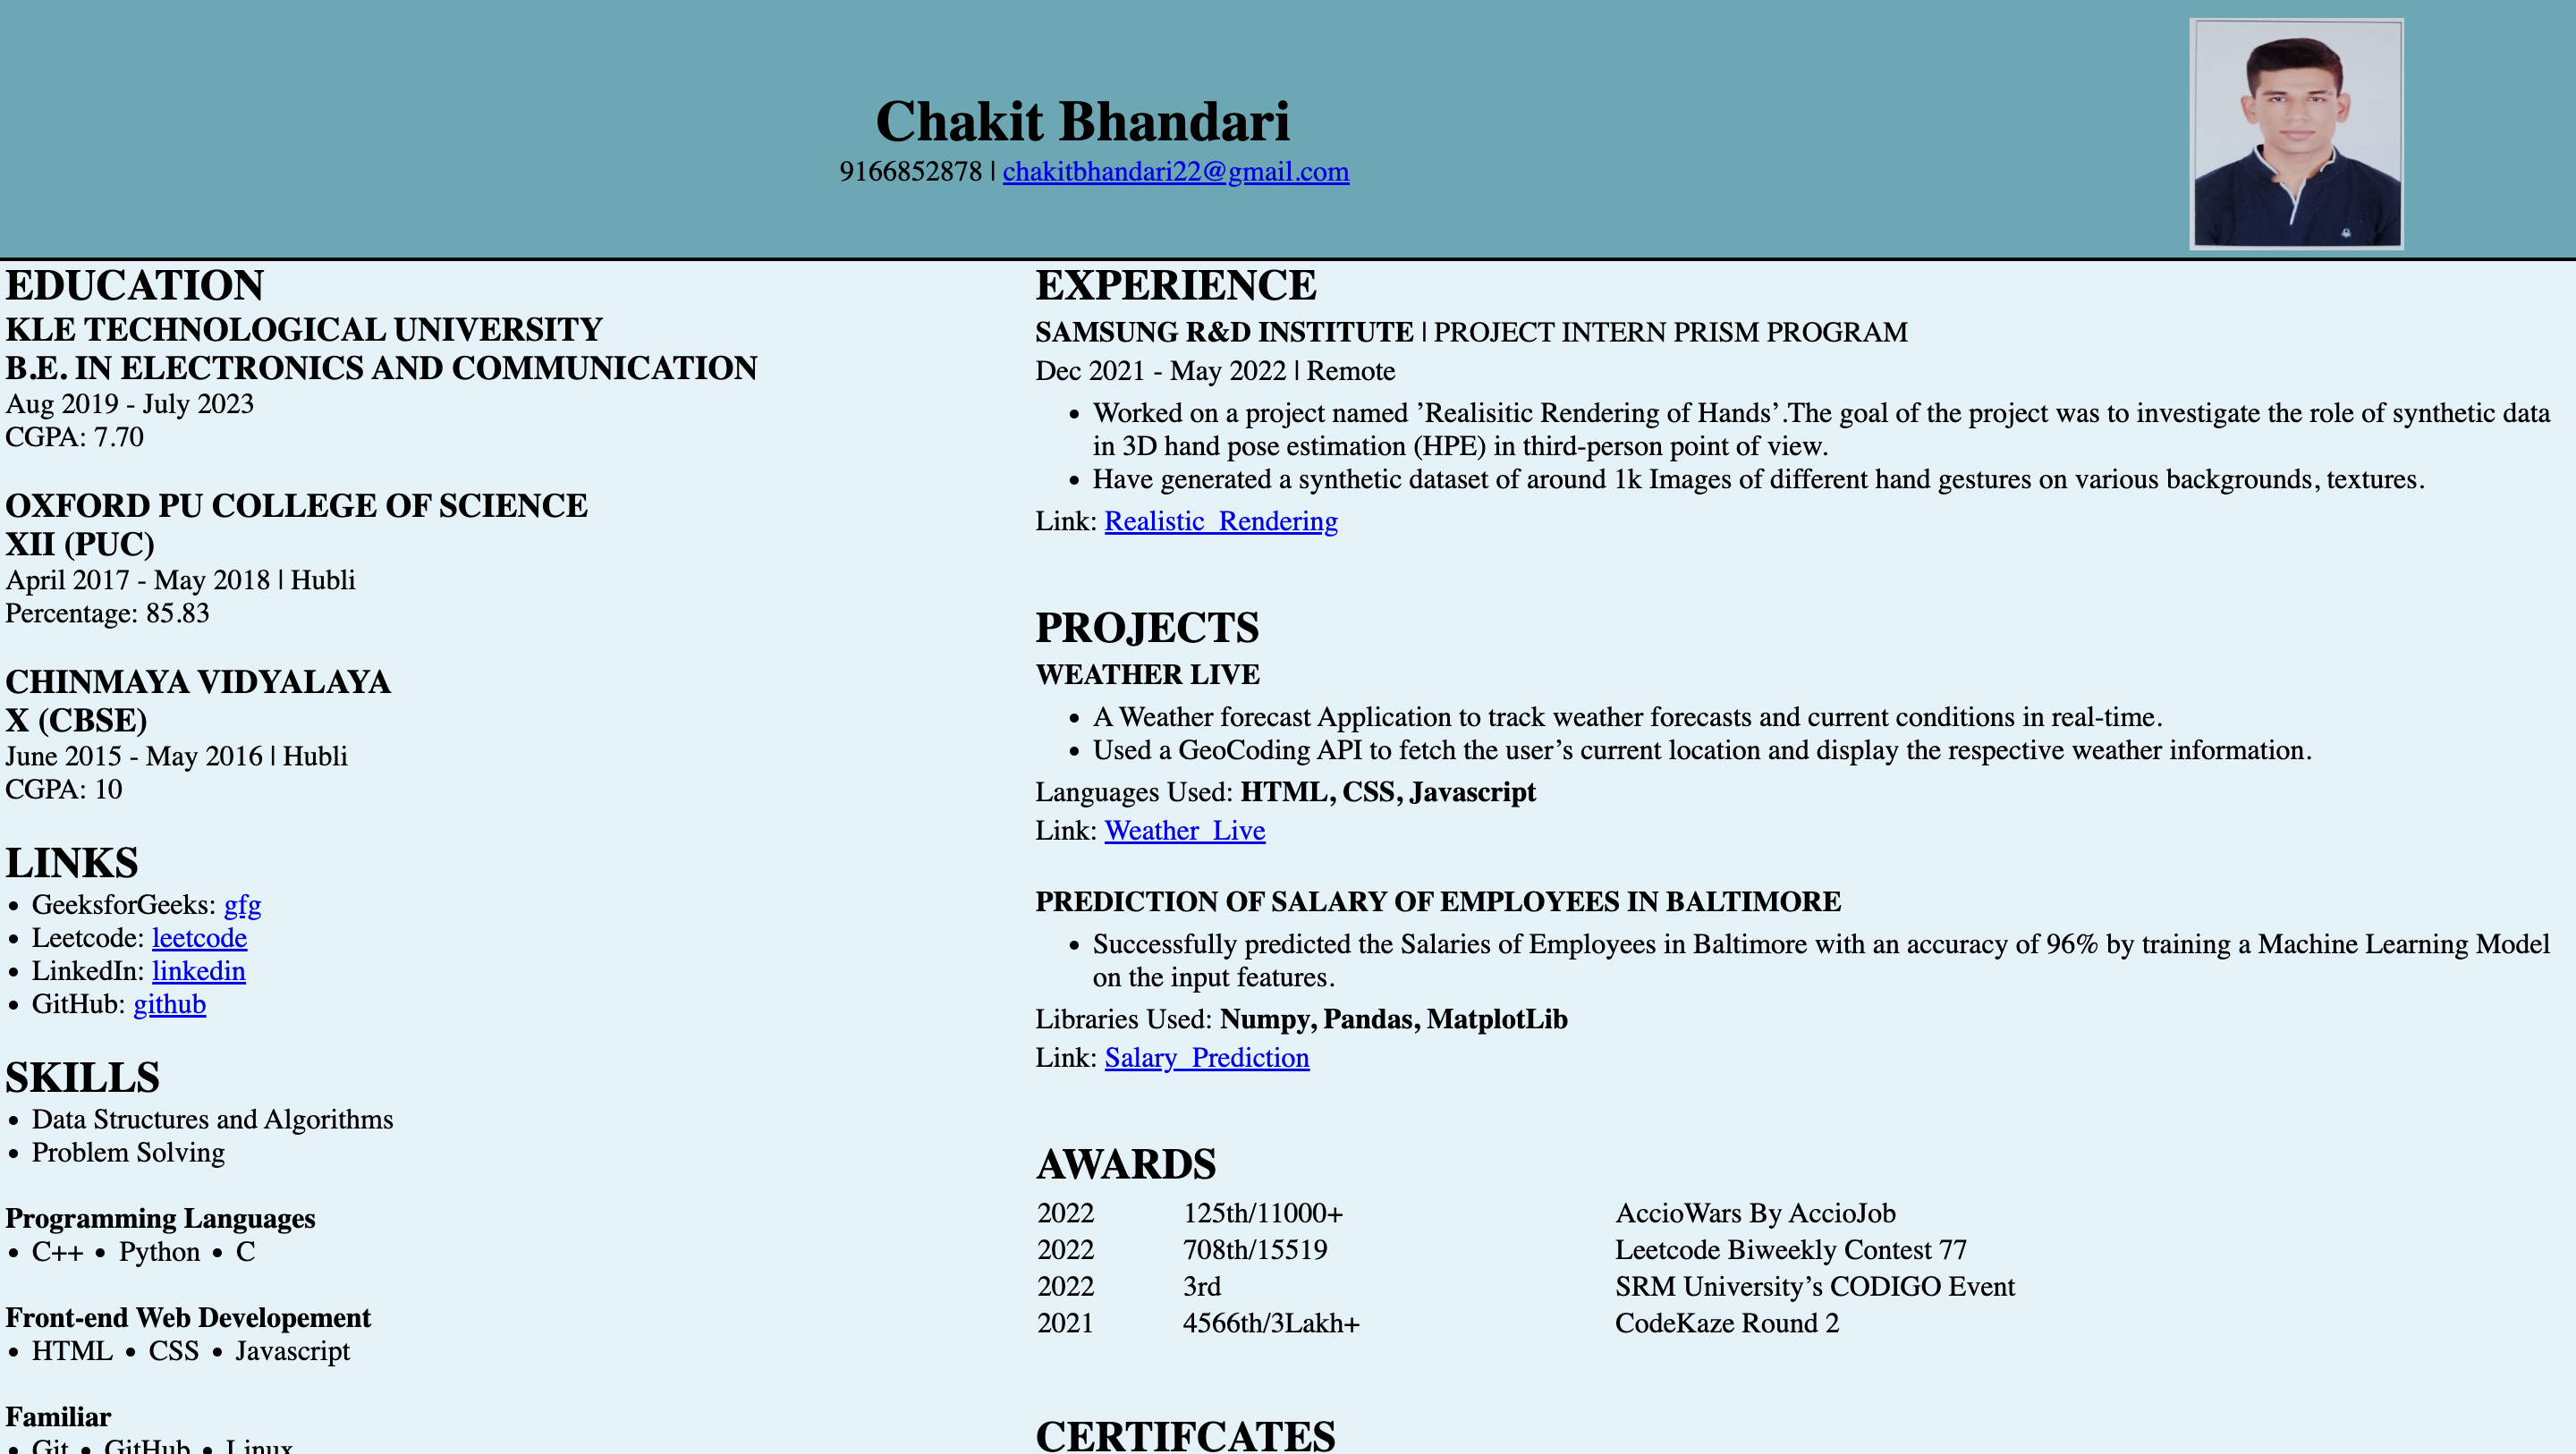 Chakit Bhandari
9166852878 | chakitbhandari22@gmail.com
EDUCATION
KLE TECHNOLOGICAL UNIVERSITY
B.E. IN ELECTRONICS AND COMMUNICATION
Aug 2019 - July 2023
CGPA: 7.70
OXFORD PU COLLEGE OF SCIENCE
XII (PUC)
April 2017 - May 2018 | Hubli
Percentage: 85.83
CHINMAYA VIDYALAYA
X (CBSE)
June 2015 - May 2016 | Hubli
CGPA: 10
LINKS
• GeeksforGeeks: gfg
• Leetcode: leetcode
• LinkedIn: linkedin
• GitHub: github
SKILLS
• Data Structures and Algorithms
• Problem Solving
Programming Languages
• C++ • Python • C
Front-end Web Developement
• HTML • CSS • Javascript
Familiar
• Git • GitHub • Linux
EXPERIENCE
SAMSUNG R&D INSTITUTE | PROJECT INTERN PRISM PROGRAM
Dec 2021 - May 2022 | Remote
• Worked on a project named ’Realisitic Rendering of Hands’.The goal of the project was to investigate the role of synthetic data
in 3D hand pose estimation (HPE) in third-person point of view.
• Have generated a synthetic dataset of around 1k Images of different hand gestures on various backgrounds, textures.
Link: Realistic_Rendering
PROJECTS
WEATHER LIVE
• A Weather forecast Application to track weather forecasts and current conditions in real-time.
• Used a GeoCoding API to fetch the user’s current location and display the respective weather information.
Languages Used: HTML, CSS, Javascript
Link: Weather_Live
PREDICTION OF SALARY OF EMPLOYEES IN BALTIMORE
• Successfully predicted the Salaries of Employees in Baltimore with an accuracy of 96% by training a Machine Learning Model
on the input features.
Libraries Used: Numpy, Pandas, MatplotLib
Link: Salary_Prediction
AWARDS
2022 125th/11000+ AccioWars By AccioJob
2022 708th/15519 Leetcode Biweekly Contest 77
2022 3rd SRM University’s CODIGO Event
2021 4566th/3Lakh+ CodeKaze Round 2
CERTIFCATES